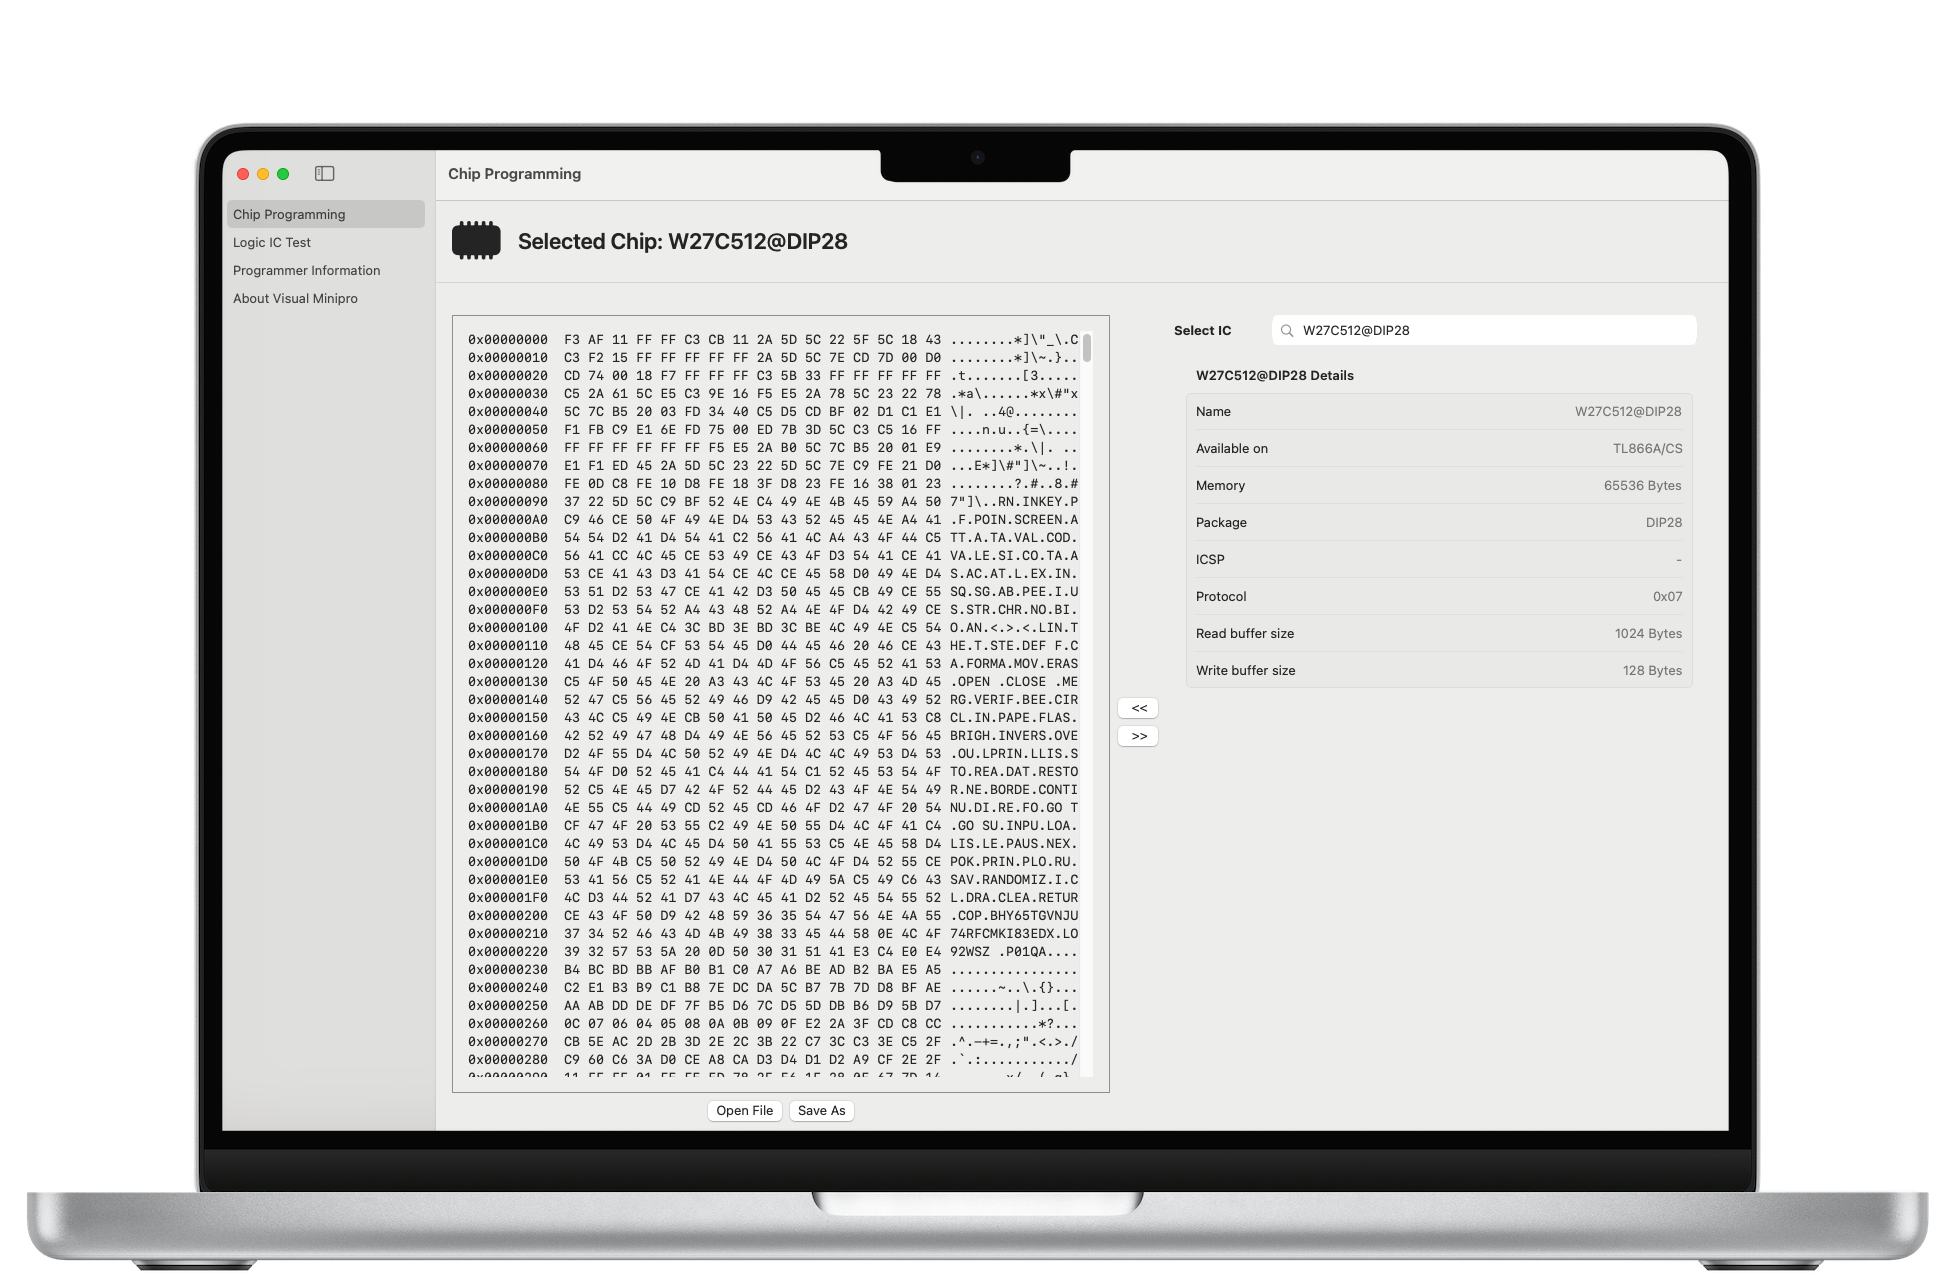 Chip Programming
Chip Programming
Logic IC Test
Programmer Information
About Visual Minipro
Selected Chip: W27C512@DIP28
0x00000000 F3 AF 11 FF FF C3 CB 11 2A 5D 5C 22 5F 5C 18 43 ........*]\"_\.C
0x00000010 C3 F2 15 FF FF FF FF FF 2A 5D 5C 7E CD 7D 00 D0 ........*]\~.}..
0x00000020 CD 74 00 18 F7 FF FF FF C3 5B 33 FF FF FF FF FF .t.......[3.....
0x00000030 C5 2A 61 5C E5 C3 9E 16 F5 E5 2A 78 5C 23 22 78 .*a\......*x\#"x
0x00000040 5C 7C B5 20 03 FD 34 40 C5 D5 CD BF 02 D1 C1 E1 \|. ..4@........
0x00000050 F1 FB C9 E1 6E FD 75 00 ED 7B 3D 5C C3 C5 16 FF ....n.u..{=\....
0x00000060 FF FF FF FF FF FF F5 E5 2A B0 5C 7C B5 20 01 E9 ........*.\|. ..
0x00000070 E1 F1 ED 45 2A 5D 5C 23 22 5D 5C 7E C9 FE 21 D0 ...E*]\#"]\~..!.
0x00000080 FE 0D C8 FE 10 D8 FE 18 3F D8 23 FE 16 38 01 23 ........?.#..8.#
0x00000090 37 22 5D 5C C9 BF 52 4E C4 49 4E 4B 45 59 A4 50 7"]\..RN.INKEY.P
0x000000A0 C9 46 CE 50 4F 49 4E D4 53 43 52 45 45 4E A4 41 .F.POIN.SCREEN.A
0x000000B0 54 54 D2 41 D4 54 41 C2 56 41 4C A4 43 4F 44 C5 TT.A.TA.VAL.COD.
0x000000C0 56 41 CC 4C 45 CE 53 49 CE 43 4F D3 54 41 CE 41 VA.LE.SI.CO.TA.A
0x000000D0 53 CE 41 43 D3 41 54 CE 4C CE 45 58 D0 49 4E D4 S.AC.AT.L.EX.IN.
0x000000E0 53 51 D2 53 47 CE 41 42 D3 50 45 45 CB 49 CE 55 SQ.SG.AB.PEE.I.U
0x000000F0 53 D2 53 54 52 A4 43 48 52 A4 4E 4F D4 42 49 CE S.STR.CHR.NO.BI.
0x00000100 4F D2 41 4E C4 3C BD 3E BD 3C BE 4C 49 4E C5 54 O.AN.<.>.<.LIN.T
0x00000110 48 45 CE 54 CF 53 54 45 D0 44 45 46 20 46 CE 43 HE.T.STE.DEF F.C
0x00000120 41 D4 46 4F 52 4D 41 D4 4D 4F 56 C5 45 52 41 53 A.FORMA.MOV.ERAS
0x00000130 C5 4F 50 45 4E 20 A3 43 4C 4F 53 45 20 A3 4D 45 .OPEN .CLOSE .ME
0x00000140 52 47 C5 56 45 52 49 46 D9 42 45 45 D0 43 49 52 RG.VERIF.BEE.CIR
0x00000150 43 4C C5 49 4E CB 50 41 50 45 D2 46 4C 41 53 C8 CL.IN.PAPE.FLAS.
0x00000160 42 52 49 47 48 D4 49 4E 56 45 52 53 C5 4F 56 45 BRIGH.INVERS.OVE
0x00000170 D2 4F 55 D4 4C 50 52 49 4E D4 4C 4C 49 53 D4 53 .OU.LPRIN.LLIS.S
0x00000180 54 4F D0 52 45 41 C4 44 41 54 C1 52 45 53 54 4F TO.REA.DAT.RESTO
0x00000190 52 C5 4E 45 D7 42 4F 52 44 45 D2 43 4F 4E 54 49 R.NE.BORDE.CONTI
0x000001A0 4E 55 C5 44 49 CD 52 45 CD 46 4F D2 47 4F 20 54 NU.DI.RE.FO.GO T
0x000001B0 CF 47 4F 20 53 55 C2 49 4E 50 55 D4 4C 4F 41 C4 .GO SU.INPU.LOA.
0x000001C0 4C 49 53 D4 4C 45 D4 50 41 55 53 C5 4E 45 58 D4 LIS.LE.PAUS.NEX.
0x000001D0 50 4F 4B C5 50 52 49 4E D4 50 4C 4F D4 52 55 CE POK.PRIN.PLO.RU.
0x000001E0 53 41 56 C5 52 41 4E 44 4F 4D 49 5A C5 49 C6 43 SAV.RANDOMIZ.I.C
0x000001F0 4C D3 44 52 41 D7 43 4C 45 41 D2 52 45 54 55 52 L.DRA.CLEA.RETUR
0x00000200 CE 43 4F 50 D9 42 48 59 36 35 54 47 56 4E 4A 55 .COP.BHY65TGVNJU
0x00000210 37 34 52 46 43 4D 4B 49 38 33 45 44 58 0E 4C 4F 74RFCMKI83EDX.LO
0x00000220 39 32 57 53 5A 20 0D 50 30 31 51 41 E3 C4 E0 E4 92WSZ .P01QA....
0x00000230 B4 BC BD BB AF B0 B1 C0 A7 A6 BE AD B2 BA E5 A5 ................
0x00000240 C2 E1 B3 B9 C1 B8 7E DC DA 5C B7 7B 7D D8 BF AE ......~..\.{}...
0x00000250 AA AB DD DE DF 7F B5 D6 7C D5 5D DB B6 D9 5B D7 ........|.]...[.
0x00000260 0C 07 06 04 05 08 0A 0B 09 0F E2 2A 3F CD C8 CC ...........*?...
0x00000270 CB 5E AC 2D 2B 3D 2E 2C 3B 22 C7 3C C3 3E C5 2F .^.-+=.,;".<.>./
0x00000280 C9 60 C6 3A D0 CE A8 CA D3 D4 D1 D2 A9 CF 2E 2F .`.:.........../
Open File
Save As
<<
>>
Select IC
W27C512@DIP28
W27C512@DIP28 Details
Name W27C512@DIP28
Available on TL866A/CS
Memory 65536 Bytes
Package DIP28
ICSP -
Protocol 0x07
Read buffer size 1024 Bytes
Write buffer size 128 Bytes